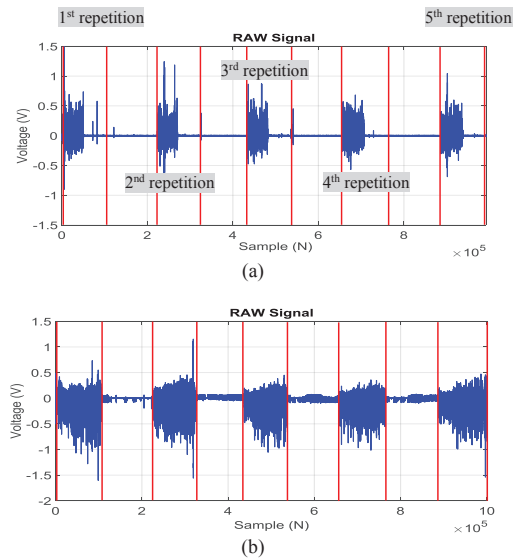 1st repetition
5th repetition
RAW Signal
1.5
1
3rd repetition
0.5
0
-0.5
2nd repetition
4th repetition
-1
-1.5
Voltage (V)
0
2
4
6
8
Sample (N)
×10^5
(a)
RAW Signal
1.5
1
0.5
0
-0.5
-1
-1.5
-2
Voltage (V)
0
2
4
6
8
10
Sample (N)
×10^5
(b)